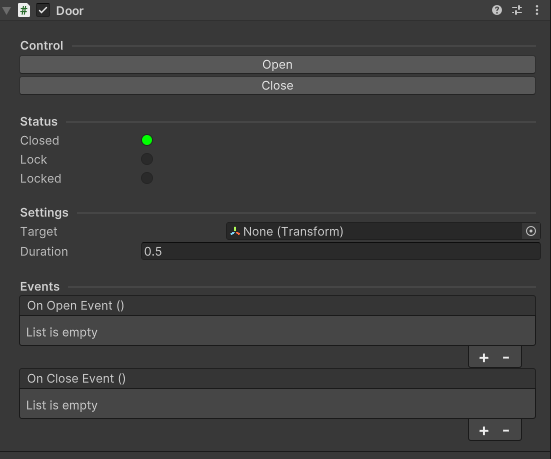 # Door
Control
Open
Close
Status
Closed
Lock
Locked
Settings
Target None (Transform)
Duration 0.5
Events
On Open Event ()
List is empty
+ -
On Close Event ()
List is empty
+ -